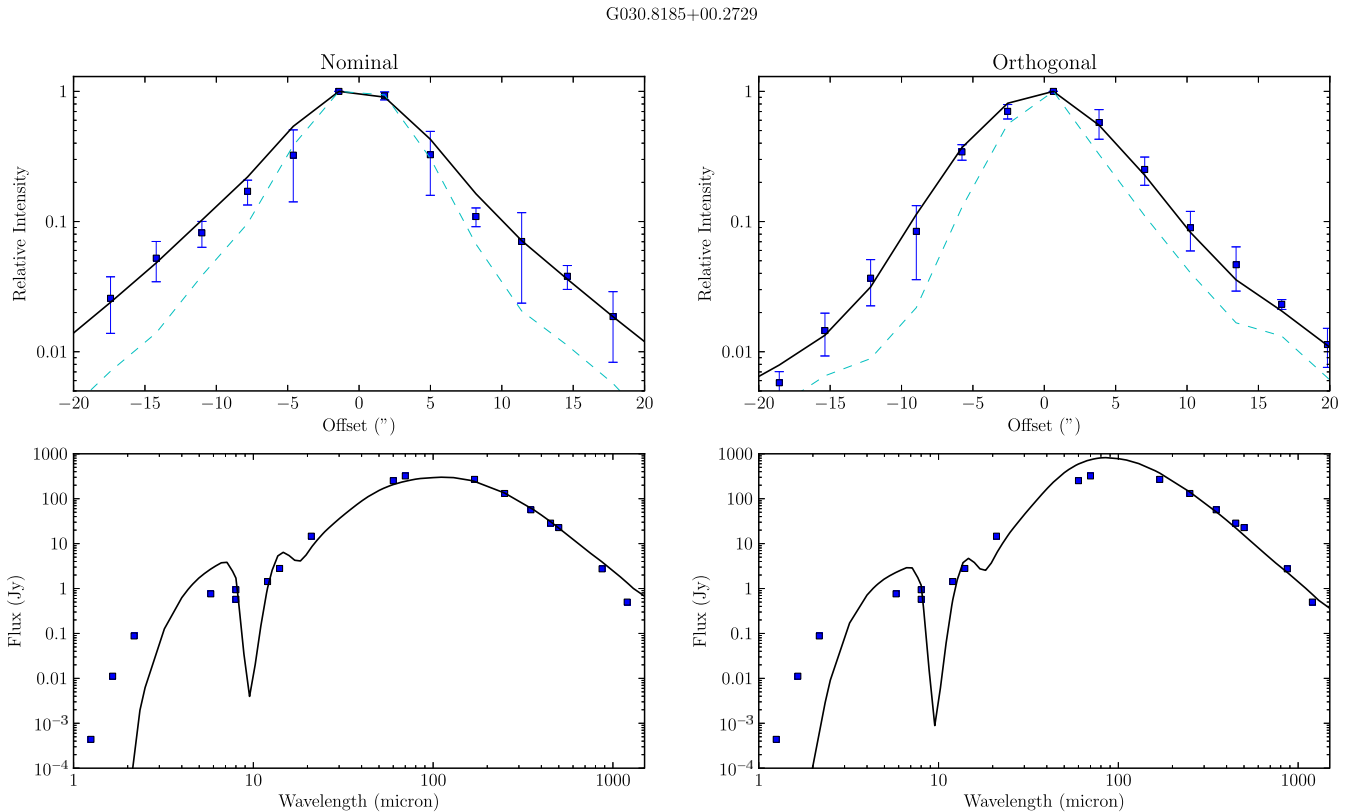 G030.8185+00.2729
Nominal
Orthogonal
1
0.1
0.01
Relative Intensity
−20 −15 −10 −5 0 5 10 15 20
Offset (”)
1
0.1
0.01
Relative Intensity
−20 −15 −10 −5 0 5 10 15 20
Offset (”)
1000
100
10
1
0.1
0.01
10⁻³
10⁻⁴
Flux (Jy)
1 10 100 1000
Wavelength (micron)
1000
100
10
1
0.1
0.01
10⁻³
10⁻⁴
Flux (Jy)
1 10 100 1000
Wavelength (micron)